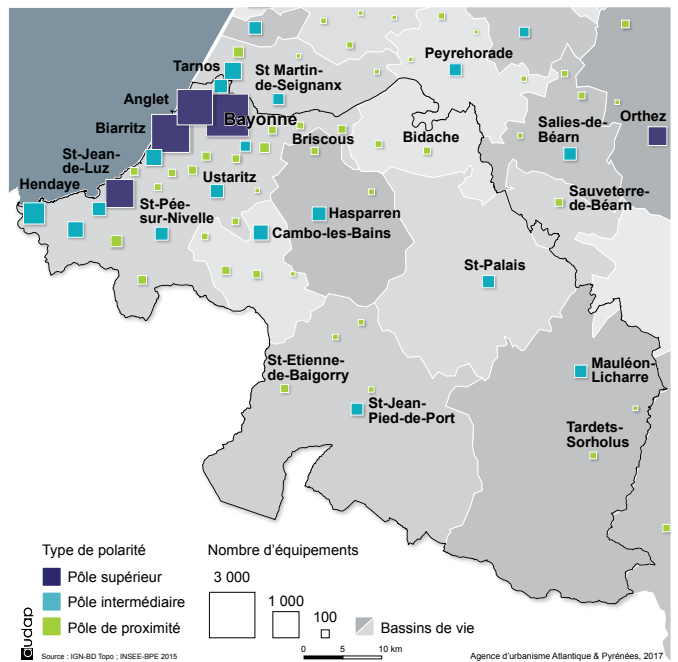 Peyrehorade
Tarnos
St Martin-
de-Seignanx
Anglet
Bayonne
Orthez
Biarritz
Briscous
Bidache
Salies-de-
Béarn
St-Jean-
de-Luz
Ustaritz
Hendaye
St-Pée-
sur-Nivelle
Sauveterre-
de-Béarn
Hasparren
Cambo-les-Bains
St-Palais
St-Etienne-
de-Baigorry
Mauléon-
Licharre
St-Jean-
Pied-de-Port
Tardets-
Sorholus
Type de polarité
Pôle supérieur
Pôle intermédiaire
Pôle de proximité
Nombre d'équipements
3 000
1 000
100
Bassins de vie
0 5 10 km
audap
Source : IGN-BD Topo ; INSEE-BPE 2015
Agence d'urbanisme Atlantique & Pyrénées, 2017